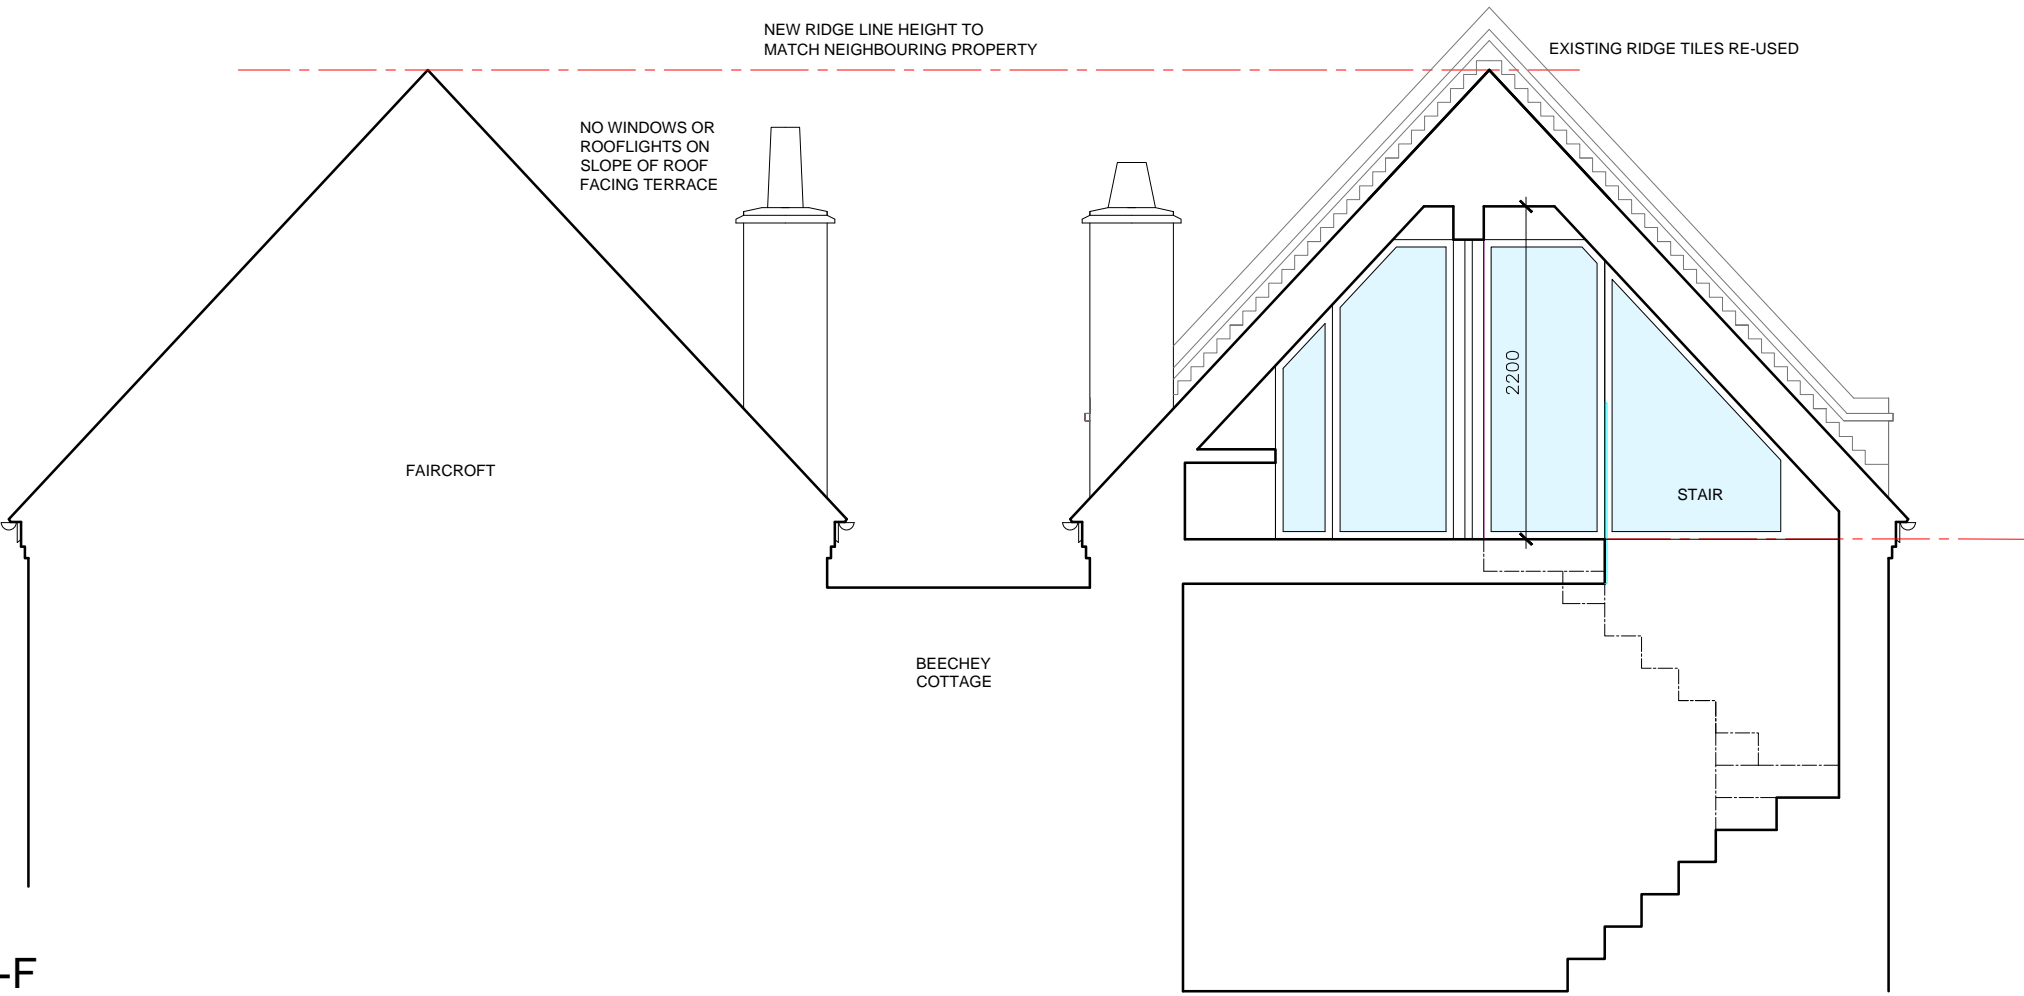 NEW RIDGE LINE HEIGHT TO
MATCH NEIGHBOURING PROPERTY
EXISTING RIDGE TILES RE-USED
NO WINDOWS OR
ROOFLIGHTS ON
SLOPE OF ROOF
FACING TERRACE
2200
FAIRCROFT
STAIR
BEECHEY
COTTAGE
-F